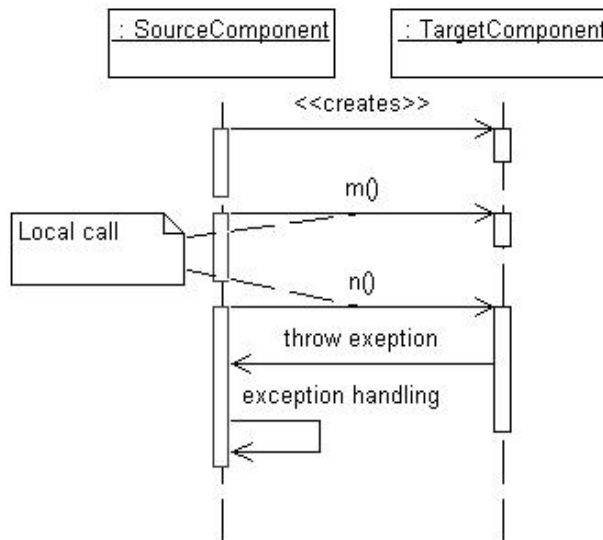 : SourceComponent
: TargetComponent
<<creates>>
m()
Local call
n()
throw exeption
exception handling